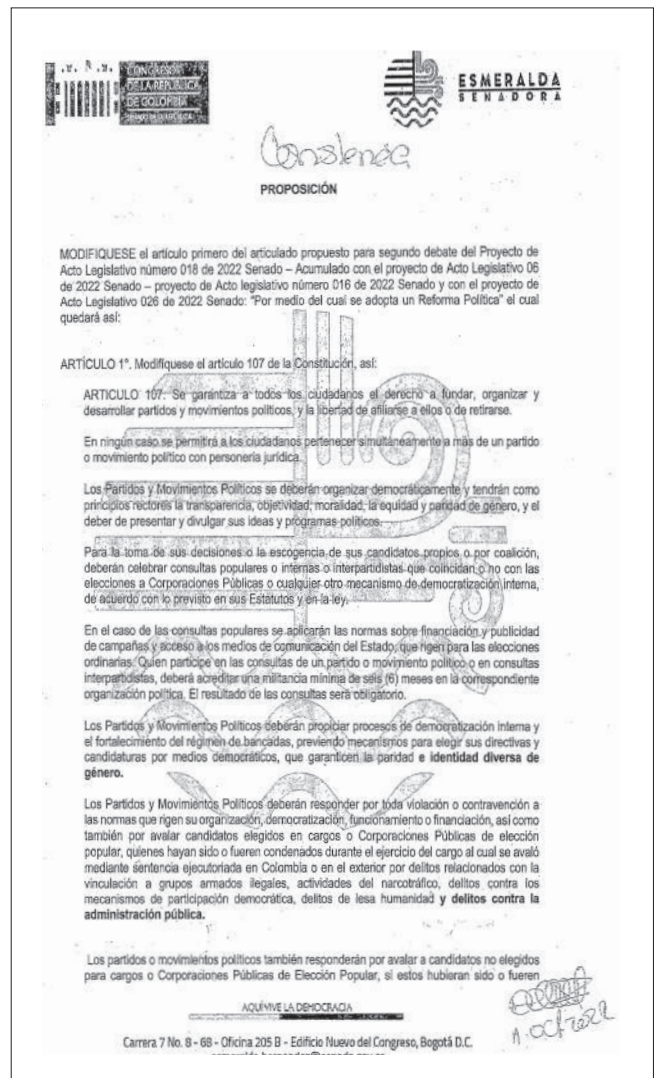 CONGRESO
DE LA REPÚBLICA
DE COLOMBIA
SENADO DE LA REPÚBLICA
ESMERALDA
SENADORA
Constancia
PROPOSICIÓN
MODIFIQUESE el artículo primero del articulado propuesto para segundo debate del Proyecto de
Acto Legislativo número 018 de 2022 Senado – Acumulado con el proyecto de Acto Legislativo 06
de 2022 Senado – proyecto de Acto legislativo número 016 de 2022 Senado y con el proyecto de
Acto Legislativo 026 de 2022 Senado: "Por medio del cual se adopta un Reforma Política" el cual
quedará así:
ARTÍCULO 1°. Modifíquese el artículo 107 de la Constitución, así:
ARTICULO 107. Se garantiza a todos los ciudadanos el derecho a fundar, organizar y
desarrollar partidos y movimientos políticos, y la libertad de afiliarse a ellos o de retirarse.
En ningún caso se permitirá a los ciudadanos pertenecer simultáneamente a más de un partido
o movimiento político con personería jurídica.
Los Partidos y Movimientos Políticos se deberán organizar democráticamente y tendrán como
principios rectores la transparencia, objetividad, moralidad, la equidad y paridad de género, y el
deber de presentar y divulgar sus ideas y programas políticos.
Para la toma de sus decisiones o la escogencia de sus candidatos propios o por coalición,
deberán celebrar consultas populares o internas o interpartidistas que coincidan o no con las
elecciones a Corporaciones Públicas o cualquier otro mecanismo de democratización interna,
de acuerdo con lo previsto en sus Estatutos y en la ley.
En el caso de las consultas populares se aplicarán las normas sobre financiación y publicidad
de campañas y acceso a los medios de comunicación del Estado, que rigen para las elecciones
ordinarias. Quien participe en las consultas de un partido o movimiento político o en consultas
interpartidistas, deberá acreditar una militancia mínima de seis (6) meses en la correspondiente
organización política. El resultado de las consultas será obligatorio.
Los Partidos y Movimientos Políticos deberán propiciar procesos de democratización interna y
el fortalecimiento del régimen de bancadas, previendo mecanismos para elegir sus directivas y
candidaturas por medios democráticos, que garanticen la paridad e identidad diversa de
género.
Los Partidos y Movimientos Políticos deberán responder por toda violación o contravención a
las normas que rigen su organización, democratización, funcionamiento o financiación, así como
también por avalar candidatos elegidos en cargos o Corporaciones Públicas de elección
popular, quienes hayan sido o fueren condenados durante el ejercicio del cargo al cual se avaló
mediante sentencia ejecutoriada en Colombia o en el exterior por delitos relacionados con la
vinculación a grupos armados ilegales, actividades del narcotráfico, delitos contra los
mecanismos de participación democrática, delitos de lesa humanidad y delitos contra la
administración pública.
Los partidos o movimientos políticos también responderán por avalar a candidatos no elegidos
para cargos o Corporaciones Públicas de Elección Popular, si estos hubieran sido o fueren
AQUÍ VIVE LA DEMOCRACIA
Carrera 7 No. 8 - 68 - Oficina 205 B - Edificio Nuevo del Congreso, Bogotá D.C.